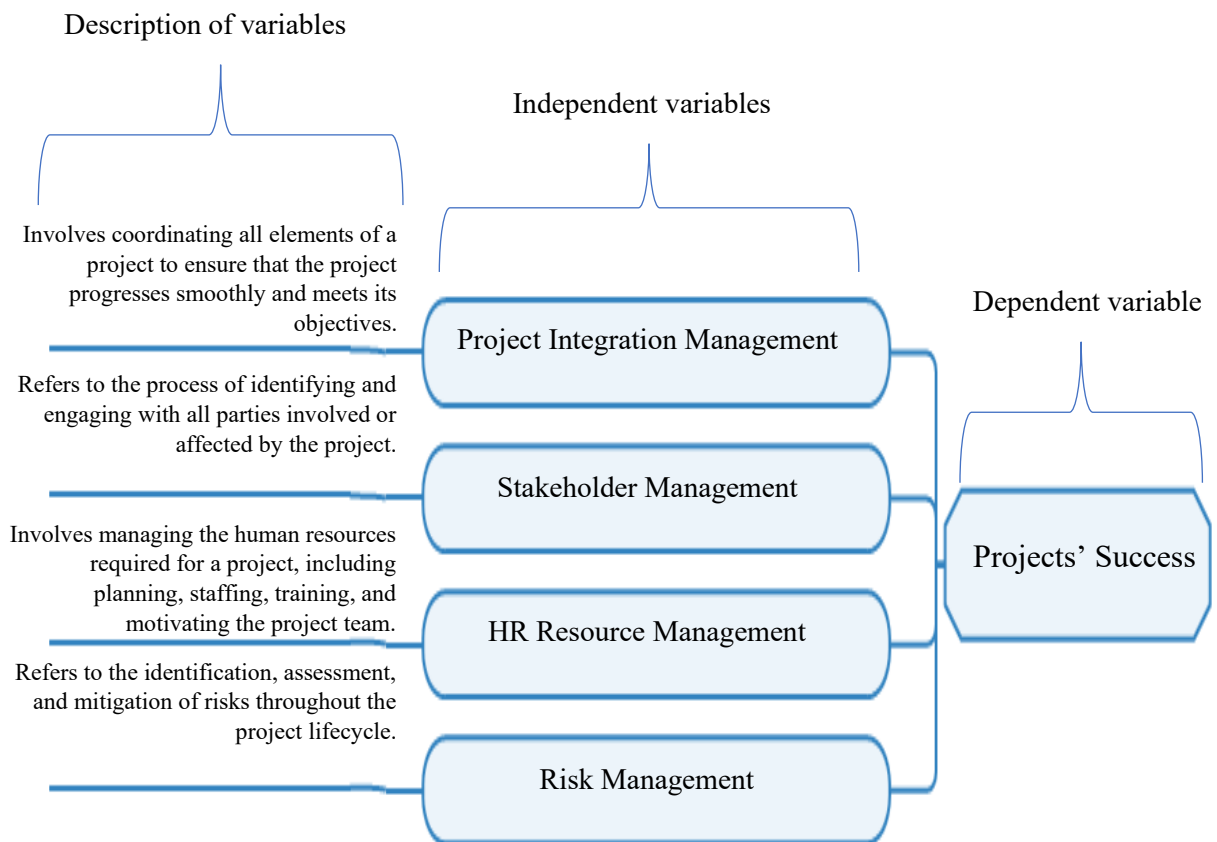 Description of variables
Independent variables
Dependent variable
Involves coordinating all elements of a
project to ensure that the project
progresses smoothly and meets its
objectives.
Project Integration Management
Refers to the process of identifying and
engaging with all parties involved or
affected by the project.
Stakeholder Management
Involves managing the human resources
required for a project, including
planning, staffing, training, and
motivating the project team.
HR Resource Management
Refers to the identification, assessment,
and mitigation of risks throughout the
project lifecycle.
Risk Management
Projects’ Success